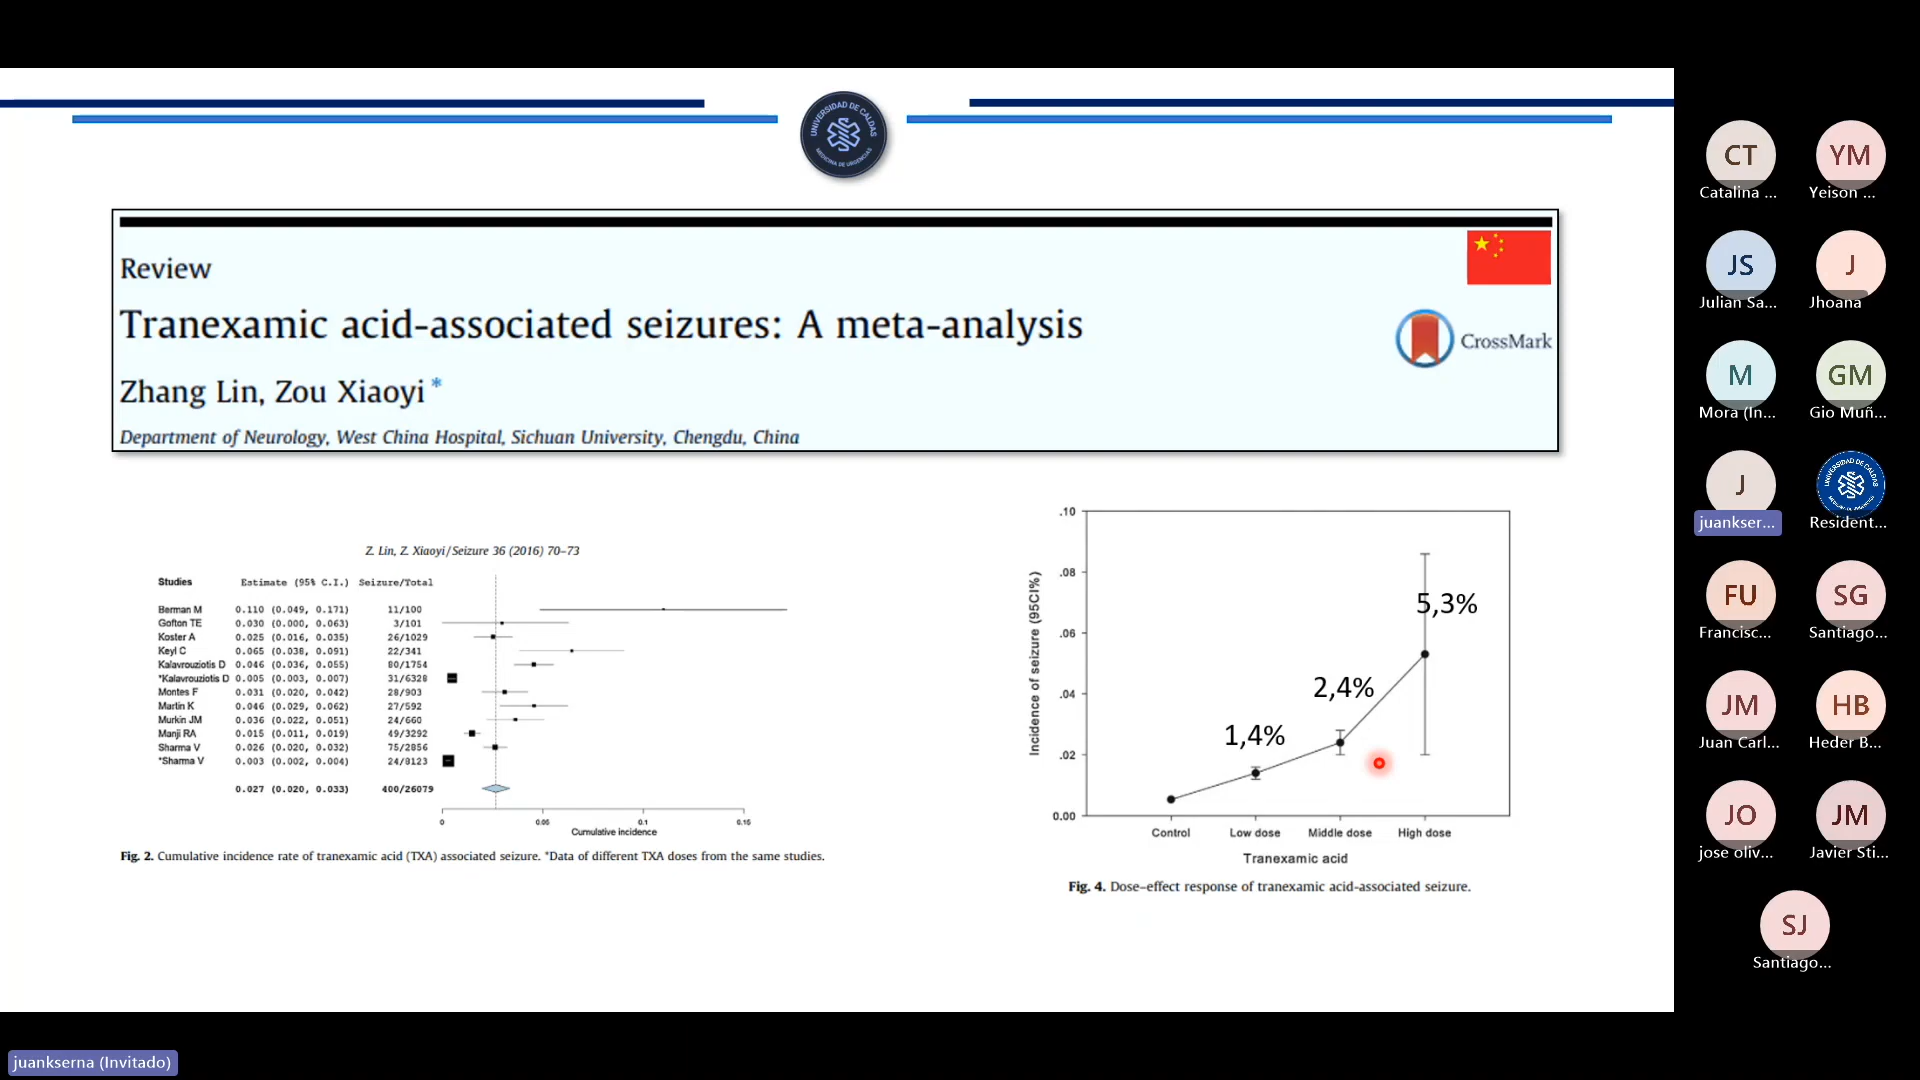 UNIVERSIDAD DE CALDAS
MEDICINA DE URGENCIAS
Review
Tranexamic acid-associated seizures: A meta-analysis
CrossMark
Zhang Lin, Zou Xiaoyi *
Department of Neurology, West China Hospital, Sichuan University, Chengdu, China
Z. Lin, Z. Xiaoyi / Seizure 36 (2016) 70–73
Studies Estimate (95% C.I.) Seizure/Total
Berman M 0.110 (0.049, 0.171) 11/100
Gofton TE 0.030 (0.000, 0.063) 3/101
Koster A 0.025 (0.016, 0.035) 26/1029
Keyl C 0.065 (0.038, 0.091) 22/341
Kalavrouziotis D 0.046 (0.036, 0.055) 80/1754
*Kalavrouziotis D 0.005 (0.003, 0.007) 31/6328
Montes F 0.031 (0.020, 0.042) 28/903
Martin K 0.046 (0.029, 0.062) 27/592
Murkin JM 0.036 (0.022, 0.051) 24/660
Manji RA 0.015 (0.011, 0.019) 49/3292
Sharma V 0.026 (0.020, 0.032) 75/2856
*Sharma V 0.003 (0.002, 0.004) 24/8123
0.027 (0.020, 0.033) 400/26079
0 0.05 0.1 0.15
Cumulative incidence
Fig. 2. Cumulative incidence rate of tranexamic acid (TXA) associated seizure. *Data of different TXA doses from the same studies.
Incidence of seizure (95CI%)
.10
.08
.06
.04
.02
0.00
5,3%
2,4%
1,4%
Control Low dose Middle dose High dose
Tranexamic acid
Fig. 4. Dose–effect response of tranexamic acid-associated seizure.
CT YM
Catalina ... Yeison ...
JS J
Julian Sa... Jhoana
M GM
Mora (In... Gio Muñ...
J UNIVERSIDAD DE CALDAS
juankser... Resident...
FU SG
Francisc... Santiago...
JM HB
Juan Carl... Heder B...
JO JM
jose oliv... Javier Sti...
SJ
Santiago...
juankserna (Invitado)